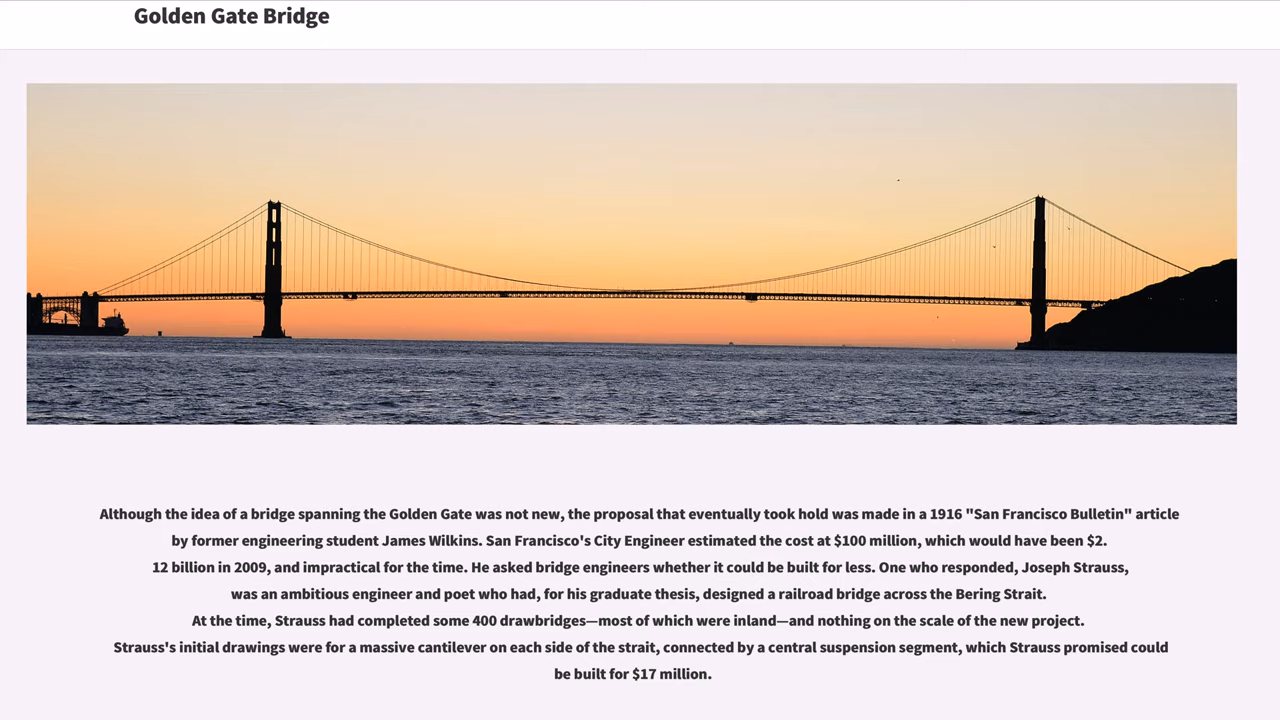 Golden Gate Bridge
Although the idea of a bridge spanning the Golden Gate was not new, the proposal that eventually took hold was made in a 1916 "San Francisco Bulletin" article
by former engineering student James Wilkins. San Francisco's City Engineer estimated the cost at $100 million, which would have been $2.
12 billion in 2009, and impractical for the time. He asked bridge engineers whether it could be built for less. One who responded, Joseph Strauss,
was an ambitious engineer and poet who had, for his graduate thesis, designed a railroad bridge across the Bering Strait.
At the time, Strauss had completed some 400 drawbridges—most of which were inland—and nothing on the scale of the new project.
Strauss's initial drawings were for a massive cantilever on each side of the strait, connected by a central suspension segment, which Strauss promised could
be built for $17 million.